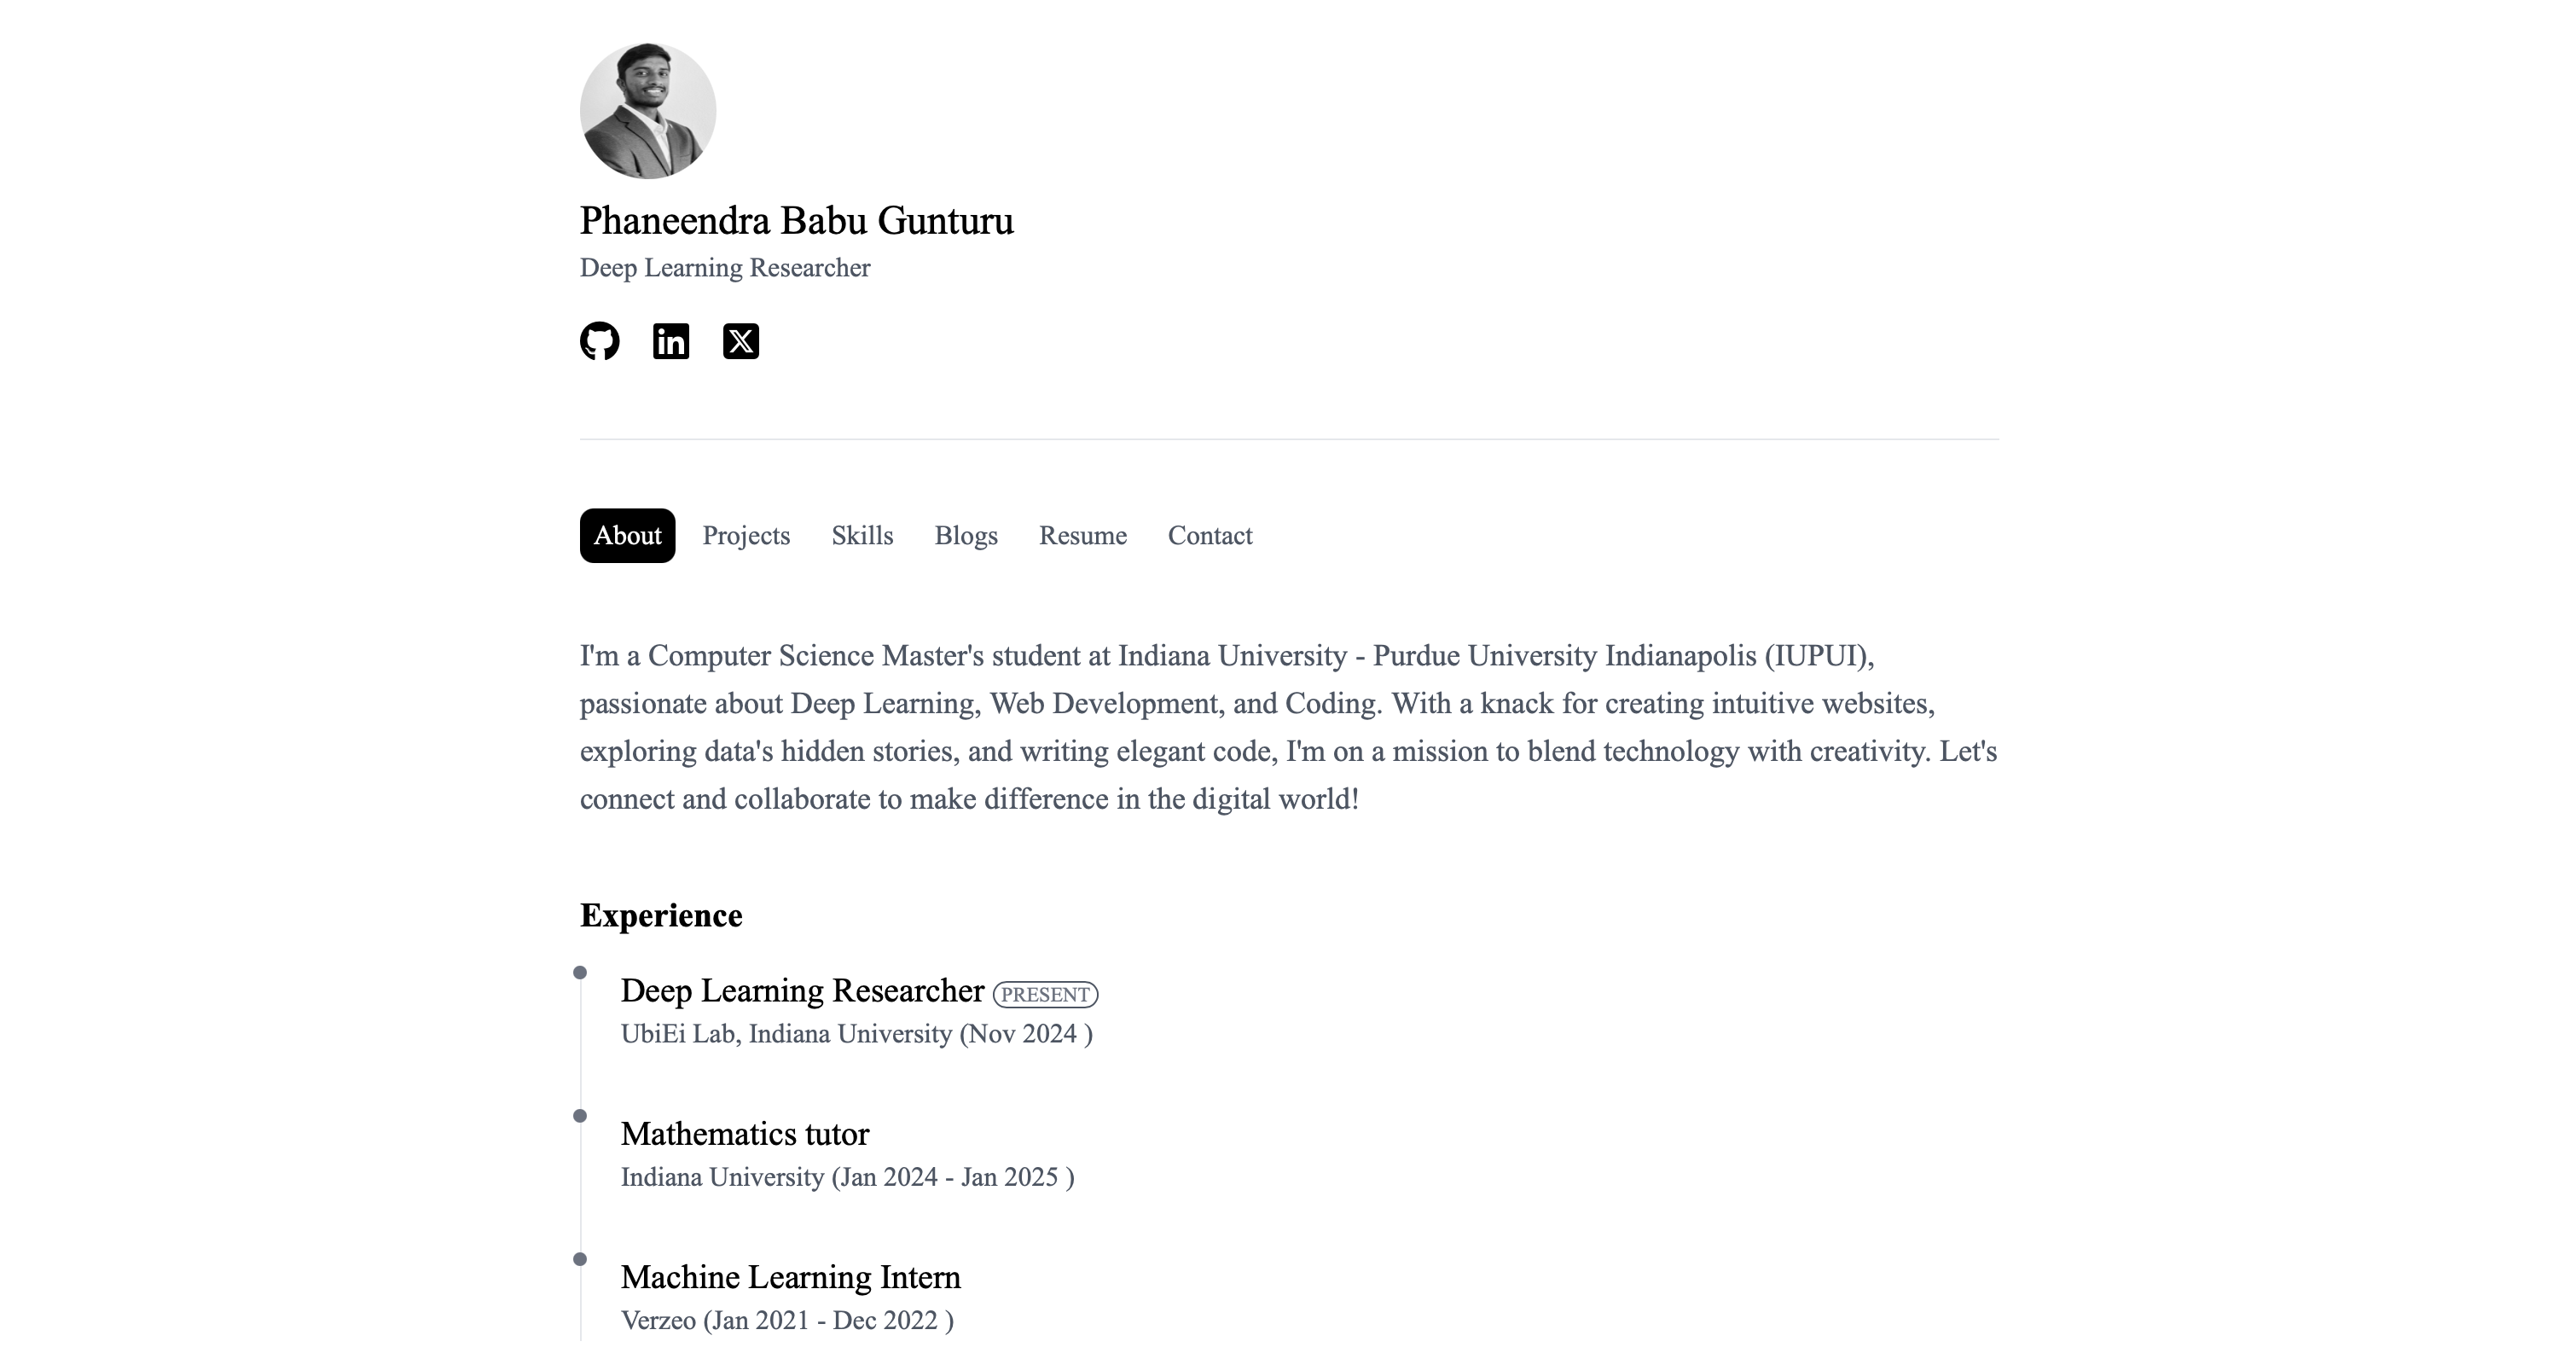 Phaneendra Babu Gunturu
Deep Learning Researcher
in X
About Projects Skills Blogs Resume Contact
I'm a Computer Science Master's student at Indiana University - Purdue University Indianapolis (IUPUI),
passionate about Deep Learning, Web Development, and Coding. With a knack for creating intuitive websites,
exploring data's hidden stories, and writing elegant code, I'm on a mission to blend technology with creativity. Let's
connect and collaborate to make difference in the digital world!
Experience
Deep Learning Researcher PRESENT
UbiEi Lab, Indiana University (Nov 2024 )
Mathematics tutor
Indiana University (Jan 2024 - Jan 2025 )
Machine Learning Intern
Verzeo (Jan 2021 - Dec 2022 )